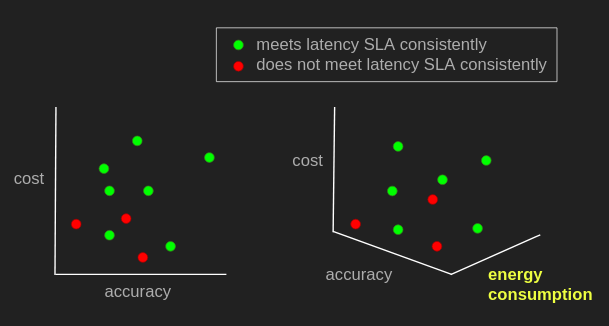 meets latency SLA consistently
does not meet latency SLA consistently
cost
accuracy
cost
accuracy
energy
consumption